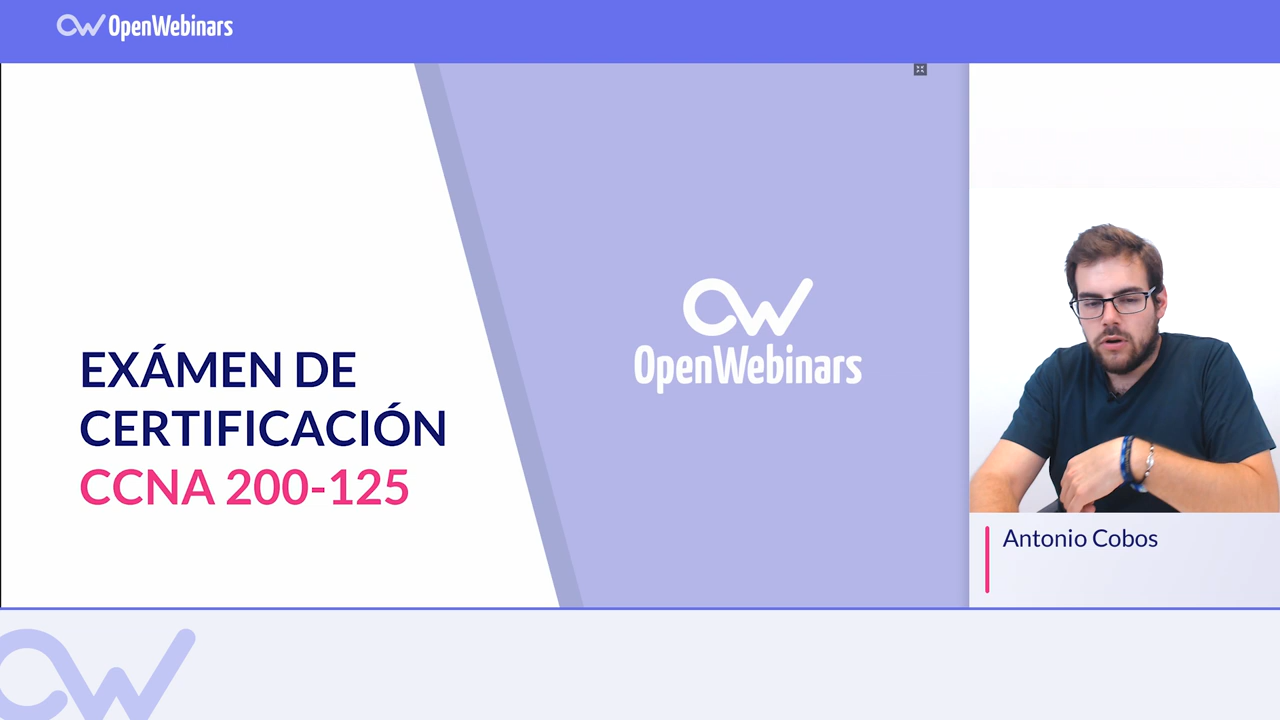 OpenWebinars
EXÁMEN DE
CERTIFICACIÓN
CCNA 200-125
OpenWebinars
Antonio Cobos